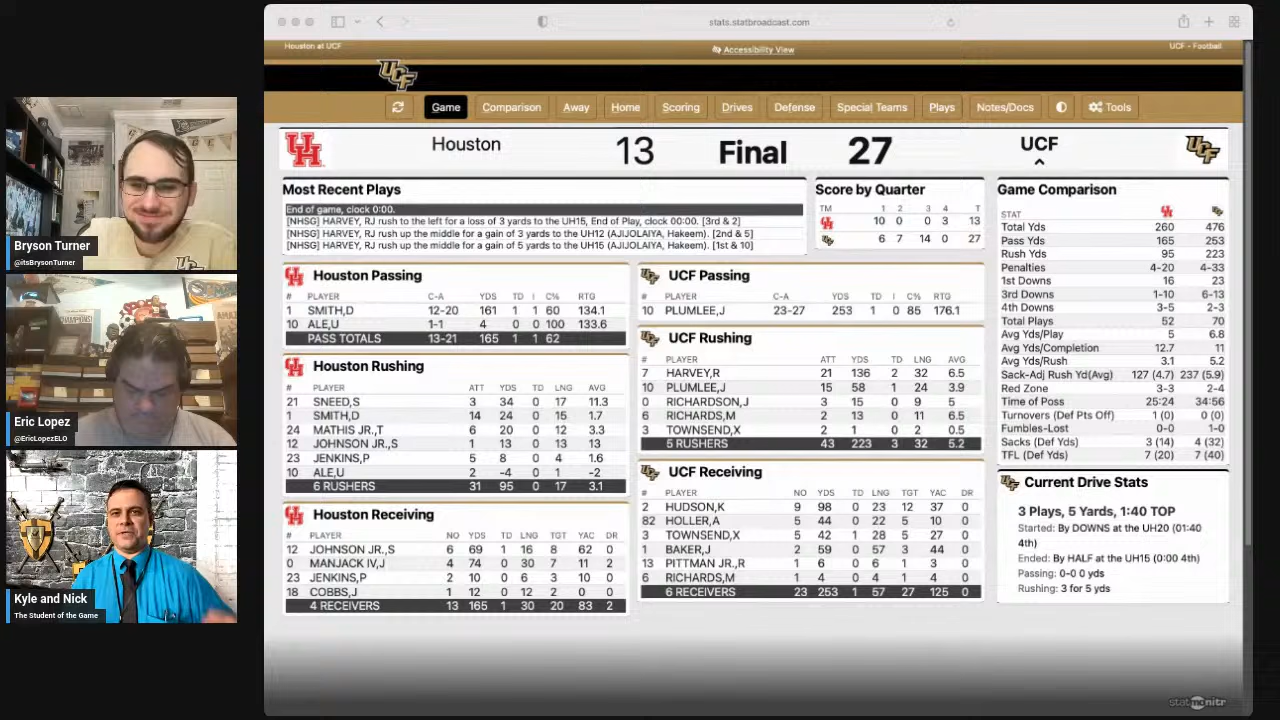 stats.statbroadcast.com
Houston at UCF
Accessibility View
UCF - Football
UCF
Game Comparison Away Home Scoring Drives Defense Special Teams Plays Notes/Docs Tools
UH Houston 13 Final 27 UCF UCF
Most Recent Plays
End of game, clock 0:00.
[NHSG] HARVEY, RJ rush to the left for a loss of 3 yards to the UH15, End of Play, clock 00:00. [3rd & 2]
[NHSG] HARVEY, RJ rush up the middle for a gain of 3 yards to the UH12 (AJIJOLAIYA, Hakeem). [2nd & 5]
[NHSG] HARVEY, RJ rush up the middle for a gain of 5 yards to the UH15 (AJIJOLAIYA, Hakeem). [1st & 10]
Score by Quarter
TM 1 2 3 4 T
10 0 0 3 13
6 7 14 0 27
Houston Passing
# PLAYER C-A YDS TD I C% RTG
1 SMITH,D 12-20 161 1 1 60 134.1
10 ALE,U 1-1 4 0 0 100 133.6
PASS TOTALS 13-21 165 1 1 62
Houston Rushing
# PLAYER ATT YDS TD LNG AVG
21 SNEED,S 3 34 0 17 11.3
1 SMITH,D 14 24 0 15 1.7
24 MATHIS JR.,T 6 20 0 12 3.3
12 JOHNSON JR.,S 1 13 0 13 13
23 JENKINS,P 5 8 0 4 1.6
10 ALE,U 2 -4 0 1 -2
6 RUSHERS 31 95 0 17 3.1
Houston Receiving
# PLAYER NO YDS TD LNG TGT YAC DR
12 JOHNSON JR.,S 6 69 1 16 8 62 0
0 MANJACK IV,J 4 74 0 30 7 11 2
23 JENKINS,P 2 10 0 6 3 10 0
18 COBBS,J 1 12 0 12 2 0 0
4 RECEIVERS 13 165 1 30 20 83 2
UCF Passing
# PLAYER C-A YDS TD I C% RTG
10 PLUMLEE,J 23-27 253 1 0 85 176.1
UCF Rushing
# PLAYER ATT YDS TD LNG AVG
7 HARVEY,R 21 136 2 32 6.5
10 PLUMLEE,J 15 58 1 24 3.9
0 RICHARDSON,J 3 15 0 9 5
6 RICHARDS,M 2 13 0 11 6.5
3 TOWNSEND,X 2 1 0 2 0.5
5 RUSHERS 43 223 3 32 5.2
UCF Receiving
# PLAYER NO YDS TD LNG TGT YAC DR
2 HUDSON,K 9 98 0 23 12 37 0
82 HOLLER,A 5 44 0 22 5 10 0
3 TOWNSEND,X 5 42 1 28 5 27 0
1 BAKER,J 2 59 0 57 3 44 0
13 PITTMAN JR.,R 1 6 0 6 1 3 0
6 RICHARDS,M 1 4 0 4 1 4 0
6 RECEIVERS 23 253 1 57 27 125 0
Game Comparison
STAT
Total Yds 260 476
Pass Yds 165 253
Rush Yds 95 223
Penalties 4-20 4-33
1st Downs 16 23
3rd Downs 1-10 6-13
4th Downs 3-5 2-3
Total Plays 52 70
Avg Yds/Play 5 6.8
Avg Yds/Completion 12.7 11
Avg Yds/Rush 3.1 5.2
Sack-Adj Rush Yd(Avg) 127 (4.7) 237 (5.9)
Red Zone 3-3 2-4
Time of Poss 25:24 34:56
Turnovers (Def Pts Off) 1 (0) 0 (0)
Fumbles-Lost 0-0 1-0
Sacks (Def Yds) 3 (14) 4 (32)
TFL (Def Yds) 7 (20) 7 (40)
Current Drive Stats
3 Plays, 5 Yards, 1:40 TOP
Started: By DOWNS at the UH20 (01:40
4th)
Ended: By HALF at the UH15 (0:00 4th)
Passing: 0-0 0 yds
Rushing: 3 for 5 yds
statmonitr
Bryson Turner
@itsBrysonTurner
UCF
Eric Lopez
@EricLopezELO
Kyle and Nick
The Student of the Game